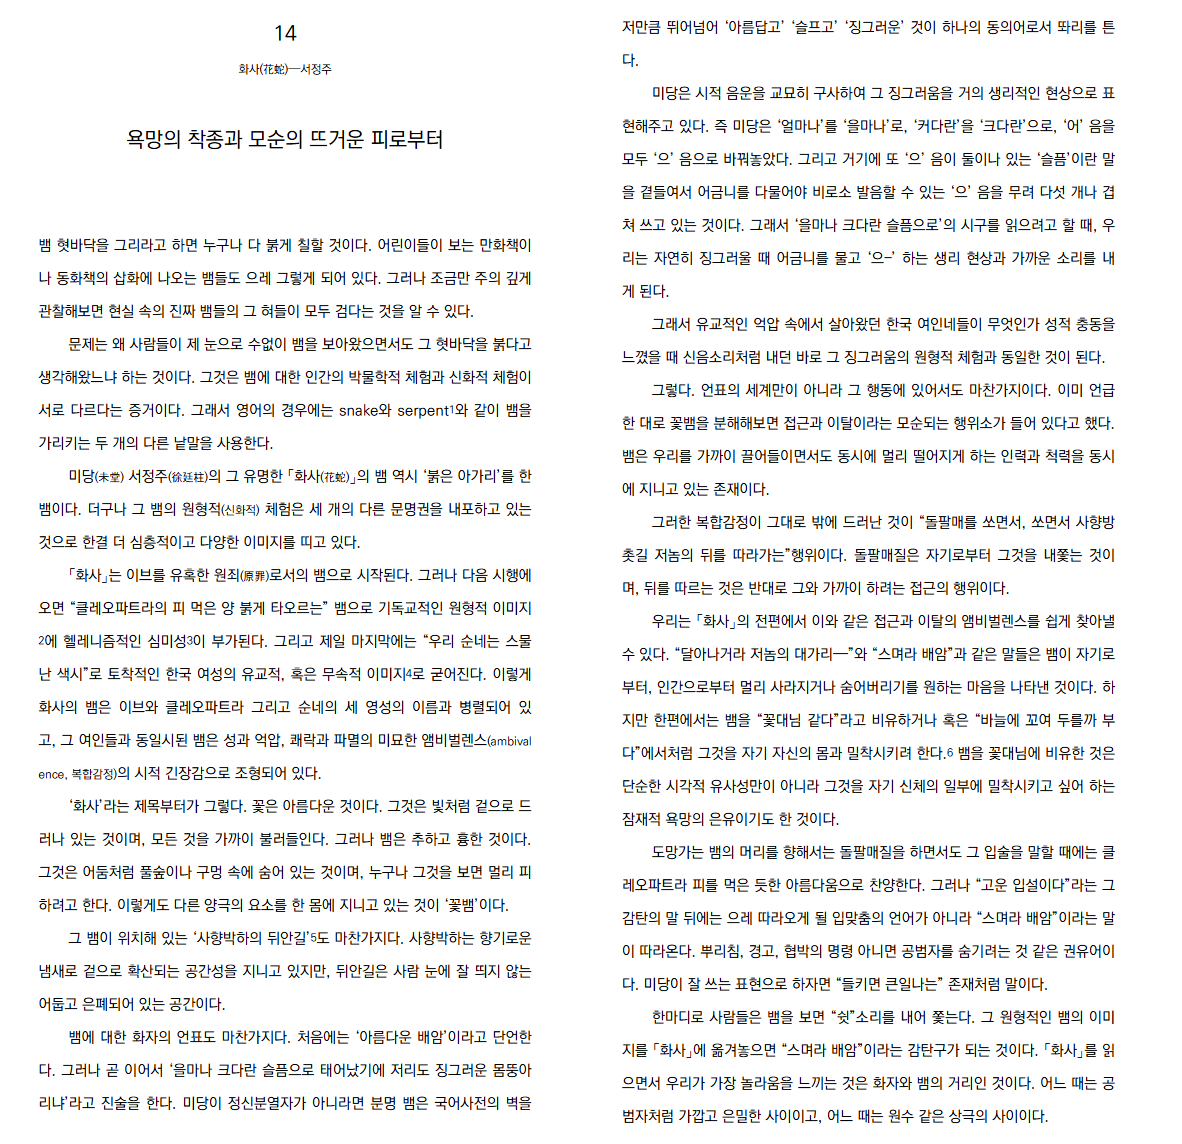 14
화사(花蛇)—서정주
욕망의 착종과 모순의 뜨거운 피로부터
뱀 혓바닥을 그리라고 하면 누구나 다 붉게 칠할 것이다. 어린이들이 보는 만화책이
나 동화책의 삽화에 나오는 뱀들도 으레 그렇게 되어 있다. 그러나 조금만 주의 깊게
관찰해보면 현실 속의 진짜 뱀들의 그 혀들이 모두 검다는 것을 알 수 있다.
문제는 왜 사람들이 제 눈으로 수없이 뱀을 보아왔으면서도 그 혓바닥을 붉다고
생각해왔느냐 하는 것이다. 그것은 뱀에 대한 인간의 박물학적 체험과 신화적 체험이
서로 다르다는 증거이다. 그래서 영어의 경우에는 snake와 serpent1와 같이 뱀을
가리키는 두 개의 다른 낱말을 사용한다.
미당(未堂) 서정주(徐廷柱)의 그 유명한 「화사(花蛇)」의 뱀 역시 ‘붉은 아가리’를 한
뱀이다. 더구나 그 뱀의 원형적(신화적) 체험은 세 개의 다른 문명권을 내포하고 있는
것으로 한결 더 심층적이고 다양한 이미지를 띠고 있다.
「화사」는 이브를 유혹한 원죄(原罪)로서의 뱀으로 시작된다. 그러나 다음 시행에
오면 “클레오파트라의 피 먹은 양 붉게 타오르는” 뱀으로 기독교적인 원형적 이미지
2에 헬레니즘적인 심미성3이 부가된다. 그리고 제일 마지막에는 “우리 순네는 스물
난 색시”로 토착적인 한국 여성의 유교적, 혹은 무속적 이미지4로 굳어진다. 이렇게
화사의 뱀은 이브와 클레오파트라 그리고 순네의 세 영성의 이름과 병렬되어 있
고, 그 여인들과 동일시된 뱀은 성과 억압, 쾌락과 파멸의 미묘한 앰비벌렌스(ambival
ence, 복합감정)의 시적 긴장감으로 조형되어 있다.
‘화사’라는 제목부터가 그렇다. 꽃은 아름다운 것이다. 그것은 빛처럼 겉으로 드
러나 있는 것이며, 모든 것을 가까이 불러들인다. 그러나 뱀은 추하고 흉한 것이다.
그것은 어둠처럼 풀숲이나 구멍 속에 숨어 있는 것이며, 누구나 그것을 보면 멀리 피
하려고 한다. 이렇게도 다른 양극의 요소를 한 몸에 지니고 있는 것이 ‘꽃뱀’이다.
그 뱀이 위치해 있는 ‘사향박하의 뒤안길’5도 마찬가지다. 사향박하는 향기로운
냄새로 겉으로 확산되는 공간성을 지니고 있지만, 뒤안길은 사람 눈에 잘 띄지 않는
어둡고 은폐되어 있는 공간이다.
뱀에 대한 화자의 언표도 마찬가지다. 처음에는 ‘아름다운 배암’이라고 단언한
다. 그러나 곧 이어서 ‘을마나 크다란 슬픔으로 태어났기에 저리도 징그러운 몸뚱아
리냐’라고 진술을 한다. 미당이 정신분열자가 아니라면 분명 뱀은 국어사전의 벽을
저만큼 뛰어넘어 ‘아름답고’ ‘슬프고’ ‘징그러운’ 것이 하나의 동의어로서 똬리를 튼
다.
미당은 시적 음운을 교묘히 구사하여 그 징그러움을 거의 생리적인 현상으로 표
현해주고 있다. 즉 미당은 ‘얼마나’를 ‘을마나’로, ‘커다란’을 ‘크다란’으로, ‘어’ 음을
모두 ‘으’ 음으로 바꿔놓았다. 그리고 거기에 또 ‘으’ 음이 둘이나 있는 ‘슬픔’이란 말
을 곁들여서 어금니를 다물어야 비로소 발음할 수 있는 ‘으’ 음을 무려 다섯 개나 겹
쳐 쓰고 있는 것이다. 그래서 ‘을마나 크다란 슬픔으로’의 시구를 읽으려고 할 때, 우
리는 자연히 징그러울 때 어금니를 물고 ‘으–’ 하는 생리 현상과 가까운 소리를 내
게 된다.
그래서 유교적인 억압 속에서 살아왔던 한국 여인네들이 무엇인가 성적 충동을
느꼈을 때 신음소리처럼 내던 바로 그 징그러움의 원형적 체험과 동일한 것이 된다.
그렇다. 언표의 세계만이 아니라 그 행동에 있어서도 마찬가지이다. 이미 언급
한 대로 꽃뱀을 분해해보면 접근과 이탈이라는 모순되는 행위소가 들어 있다고 했다.
뱀은 우리를 가까이 끌어들이면서도 동시에 멀리 떨어지게 하는 인력과 척력을 동시
에 지니고 있는 존재이다.
그러한 복합감정이 그대로 밖에 드러난 것이 “돌팔매를 쏘면서, 쏘면서 사향방
촛길 저놈의 뒤를 따라가는”행위이다. 돌팔매질은 자기로부터 그것을 내쫓는 것이
며, 뒤를 따르는 것은 반대로 그와 가까이 하려는 접근의 행위이다.
우리는 「화사」의 전편에서 이와 같은 접근과 이탈의 앰비벌렌스를 쉽게 찾아낼
수 있다. “달아나거라 저놈의 대가리—”와 “스며라 배암”과 같은 말들은 뱀이 자기로
부터, 인간으로부터 멀리 사라지거나 숨어버리기를 원하는 마음을 나타낸 것이다. 하
지만 한편에서는 뱀을 “꽃대님 같다”라고 비유하거나 혹은 “바늘에 꼬여 두를까 부
다”에서처럼 그것을 자기 자신의 몸과 밀착시키려 한다.6 뱀을 꽃대님에 비유한 것은
단순한 시각적 유사성만이 아니라 그것을 자기 신체의 일부에 밀착시키고 싶어 하는
잠재적 욕망의 은유이기도 한 것이다.
도망가는 뱀의 머리를 향해서는 돌팔매질을 하면서도 그 입술을 말할 때에는 클
레오파트라 피를 먹은 듯한 아름다움으로 찬양한다. 그러나 “고운 입설이다”라는 그
감탄의 말 뒤에는 으레 따라오게 될 입맞춤의 언어가 아니라 “스며라 배암”이라는 말
이 따라온다. 뿌리침, 경고, 협박의 명령 아니면 공범자를 숨기려는 것 같은 권유어이
다. 미당이 잘 쓰는 표현으로 하자면 “들키면 큰일나는” 존재처럼 말이다.
한마디로 사람들은 뱀을 보면 “쉿”소리를 내어 쫓는다. 그 원형적인 뱀의 이미
지를 「화사」에 옮겨놓으면 “스며라 배암”이라는 감탄구가 되는 것이다. 「화사」를 읽
으면서 우리가 가장 놀라움을 느끼는 것은 화자와 뱀의 거리인 것이다. 어느 때는 공
범자처럼 가깝고 은밀한 사이이고, 어느 때는 원수 같은 상극의 사이이다.